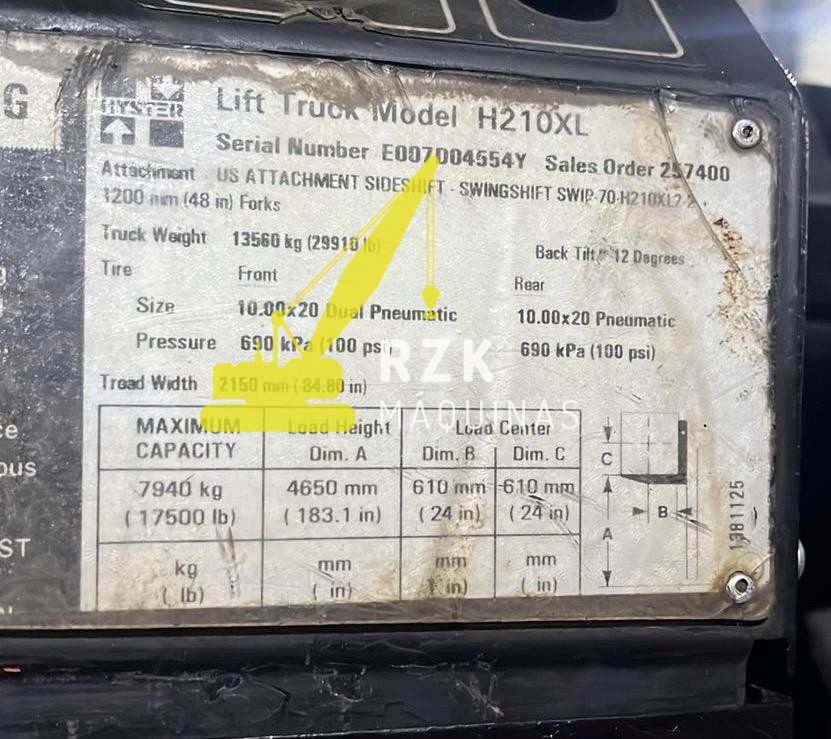 G
HYSTER
Lift Truck Model H210XL
Serial Number E007D04554Y Sales Order 257400
Attachment - US ATTACHMENT SIDESHIFT - SWINGSHIFT SWIP-70-H210XL2-2
1200 mm (48 in) Forks
Truck Weight 13560 kg (29910 lb)
Back Tilt 12 Degrees
Tire Front Rear
Size 10.00x20 Dual Pneumatic 10.00x20 Pneumatic
Pressure 690 kPa (100 psi) 690 kPa (100 psi)
Tread Width 2150 mm (84.80 in)
RZK
MÁQUINAS
MAXIMUM CAPACITY Load Height Dim. A Load Center Dim. B Dim. C
7940 kg 4650 mm 610 mm 610 mm
(17500 lb) (183.1 in) (24 in) (24 in)
kg mm mm mm
( lb) ( in) ( in) ( in)
C
B
A
1381125
ce
ous
ST